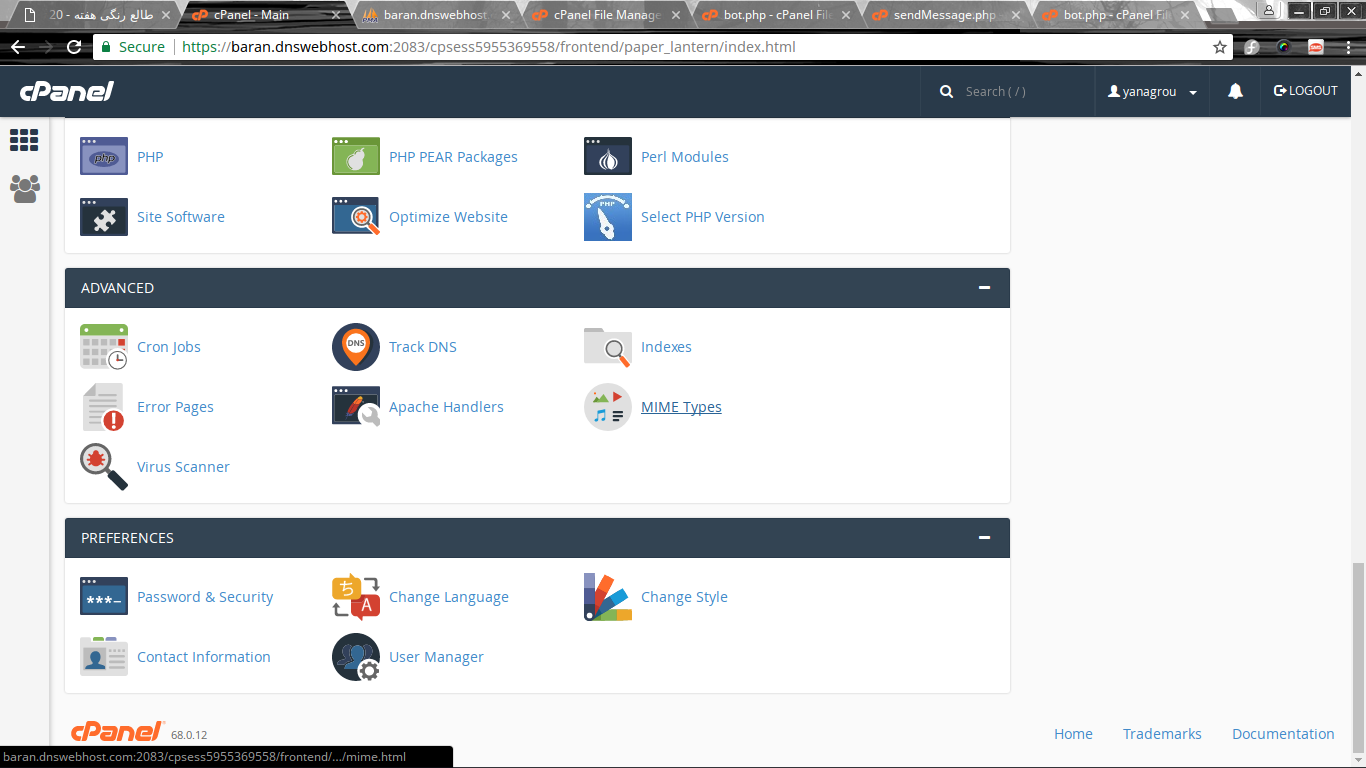 طالع رنگی هفته - 20
cPanel - Main
baran.dnswebhost.
cPanel File Manage
bot.php - cPanel File
sendMessage.php
bot.php - cPanel File
Secure
https://baran.dnswebhost.com:2083/cpsess5955369558/frontend/paper_lantern/index.html
cPanel
Search ( / )
yanagrou
LOGOUT
PHP
PHP PEAR Packages
Perl Modules
Site Software
Optimize Website
Select PHP Version
ADVANCED
Cron Jobs
Track DNS
Indexes
Error Pages
Apache Handlers
MIME Types
Virus Scanner
PREFERENCES
Password & Security
Change Language
Change Style
Contact Information
User Manager
cPanel 68.0.12
Home
Trademarks
Documentation
baran.dnswebhost.com:2083/cpsess5955369558/frontend/.../mime.html